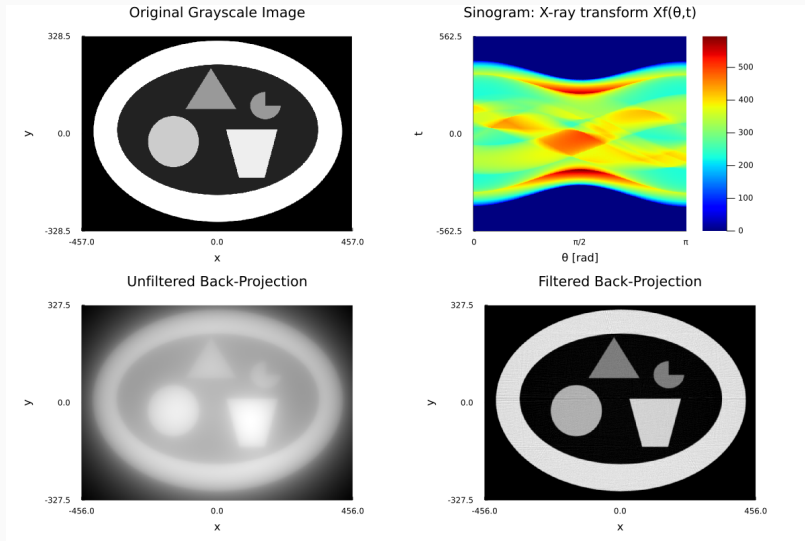 Original Grayscale Image
328.5
y
0.0
-328.5
-457.0 0.0 457.0
x
Sinogram: X-ray transform Xf(θ,t)
562.5
t
0.0
-562.5
0 π/2 π
θ [rad]
500
400
300
200
100
0
Unfiltered Back-Projection
327.5
y
0.0
-327.5
-456.0 0.0 456.0
x
Filtered Back-Projection
327.5
y
0.0
-327.5
-456.0 0.0 456.0
x